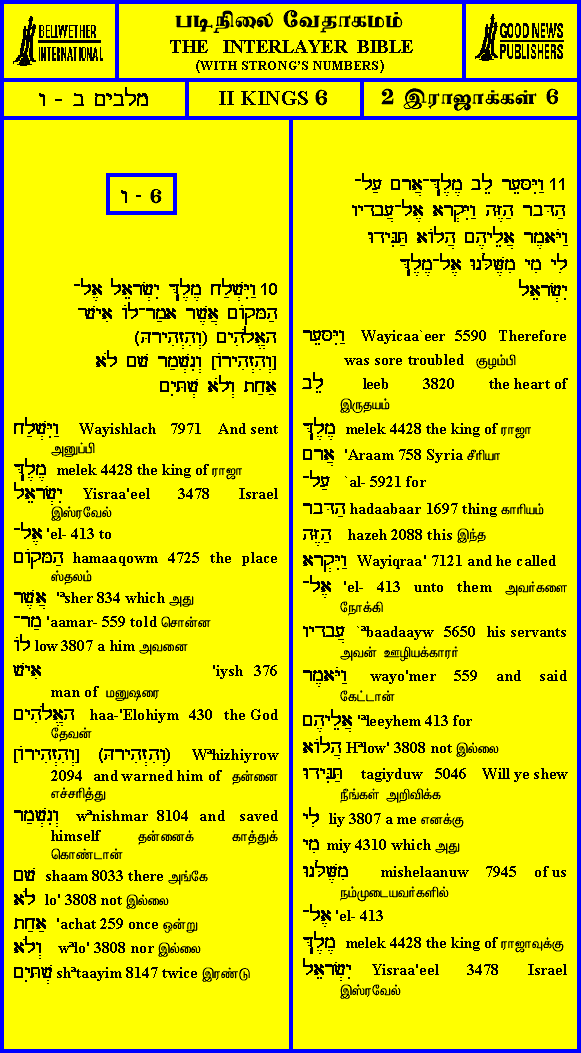 BELLWETHER
INTERNATIONAL
படிநிலை வேதாகமம்
THE INTERLAYER BIBLE
(WITH STRONG'S NUMBERS)
GOOD NEWS
PUBLISHERS
מלבים ב - ו
II KINGS 6
2 இராஜாக்கள் 6
6 - ו
10 וַיִּשְׁלַח מֶלֶךְ יִשְׂרָאֵל אֶל־
הַמָּקוֹם אֲשֶׁר אָמַר־לוֹ אִישׁ
הָאֱלֹהִים (וְהִזְהִירֹה)
[וְהִזְהִירוֹ] וְנִשְׁמַר שָׁם לֹא
אַחַת וְלֹא שְׁתָּיִם
וַיִּשְׁלַח Wayishlach 7971 And sent
அனுப்பி
מֶלֶךְ melek 4428 the king of ராஜா
יִשְׂרָאֵל Yisraa'eel 3478 Israel
இஸ்ரவேல்
אֶל־ 'el- 413 to
הַמָּקוֹם hamaaqowm 4725 the place
ஸ்தலம்
אֲשֶׁר 'ªsher 834 which அது
מַר־ 'aamar- 559 told சொன்ன
לוֹ low 3807 a him அவனை
אִישׁ 'iysh 376
man of மனுஷரை
הָאֱלֹהִים haa-'Elohiym 430 the God
தேவன்
[וְהִזְהִירוֹ] (וְהִזְהִירֹה) Wªhizhiyrow
2094 and warned him of தன்னை
எச்சரித்து
וְנִשְׁמַר wªnishmar 8104 and saved
himself தன்னைக் காத்துக்
கொண்டான்
שָׁם shaam 8033 there அங்கே
לֹא lo' 3808 not இல்லை
אַחַת 'achat 259 once ஒன்று
וְלֹא wªlo' 3808 nor இல்லை
שְׁתָּיִם shªtaayim 8147 twice இரண்டு
11 וַיִּסָּעֵר לֵב מֶלֶךְ־אֲרָם עַל־
הַדָּבָר הַזֶּה וַיִּקְרָא אֶל־עֲבָדָיו
וַיֹּאמֶר אֲלֵיהֶם הֲלוֹא תַּגִּידוּ
לִי מִי מִשֶּׁלָּנוּ אֶל־מֶלֶךְ
יִשְׂרָאֵל
וַיִּסָּעֵר Wayicaa`eer 5590 Therefore
was sore troubled குழம்பி
לֵב leeb 3820 the heart of
இருதயம்
מֶלֶךְ melek 4428 the king of ராஜா
אֲרָם 'Araam 758 Syria சீரியா
עַל־ `al- 5921 for
הַדָּבָר hadaabaar 1697 thing காரியம்
הַזֶּה hazeh 2088 this இந்த
וַיִּקְרָא Wayiqraa' 7121 and he called
אֶל־ 'el- 413 unto them அவர்களை
நோக்கி
עֲבָדָיו `ªbaadaayw 5650 his servants
அவன் ஊழியக்காரர்
וַיֹּאמֶר wayo'mer 559 and said
கேட்டான்
אֲלֵיהֶם 'ªleeyhem 413 for
הֲלוֹא Hªlow' 3808 not இல்லை
תַּגִּידוּ tagiyduw 5046 Will ye shew
நீங்கள் அறிவிக்க
לִי liy 3807 a me எனக்கு
מִי miy 4310 which அது
מִשֶּׁלָּנוּ mishelaanuw 7945 of us
நம்முடையவர்களில்
אֶל־ 'el- 413
מֶלֶךְ melek 4428 the king of ராஜாவுக்கு
יִשְׂרָאֵל Yisraa'eel 3478 Israel
இஸ்ரவேல்